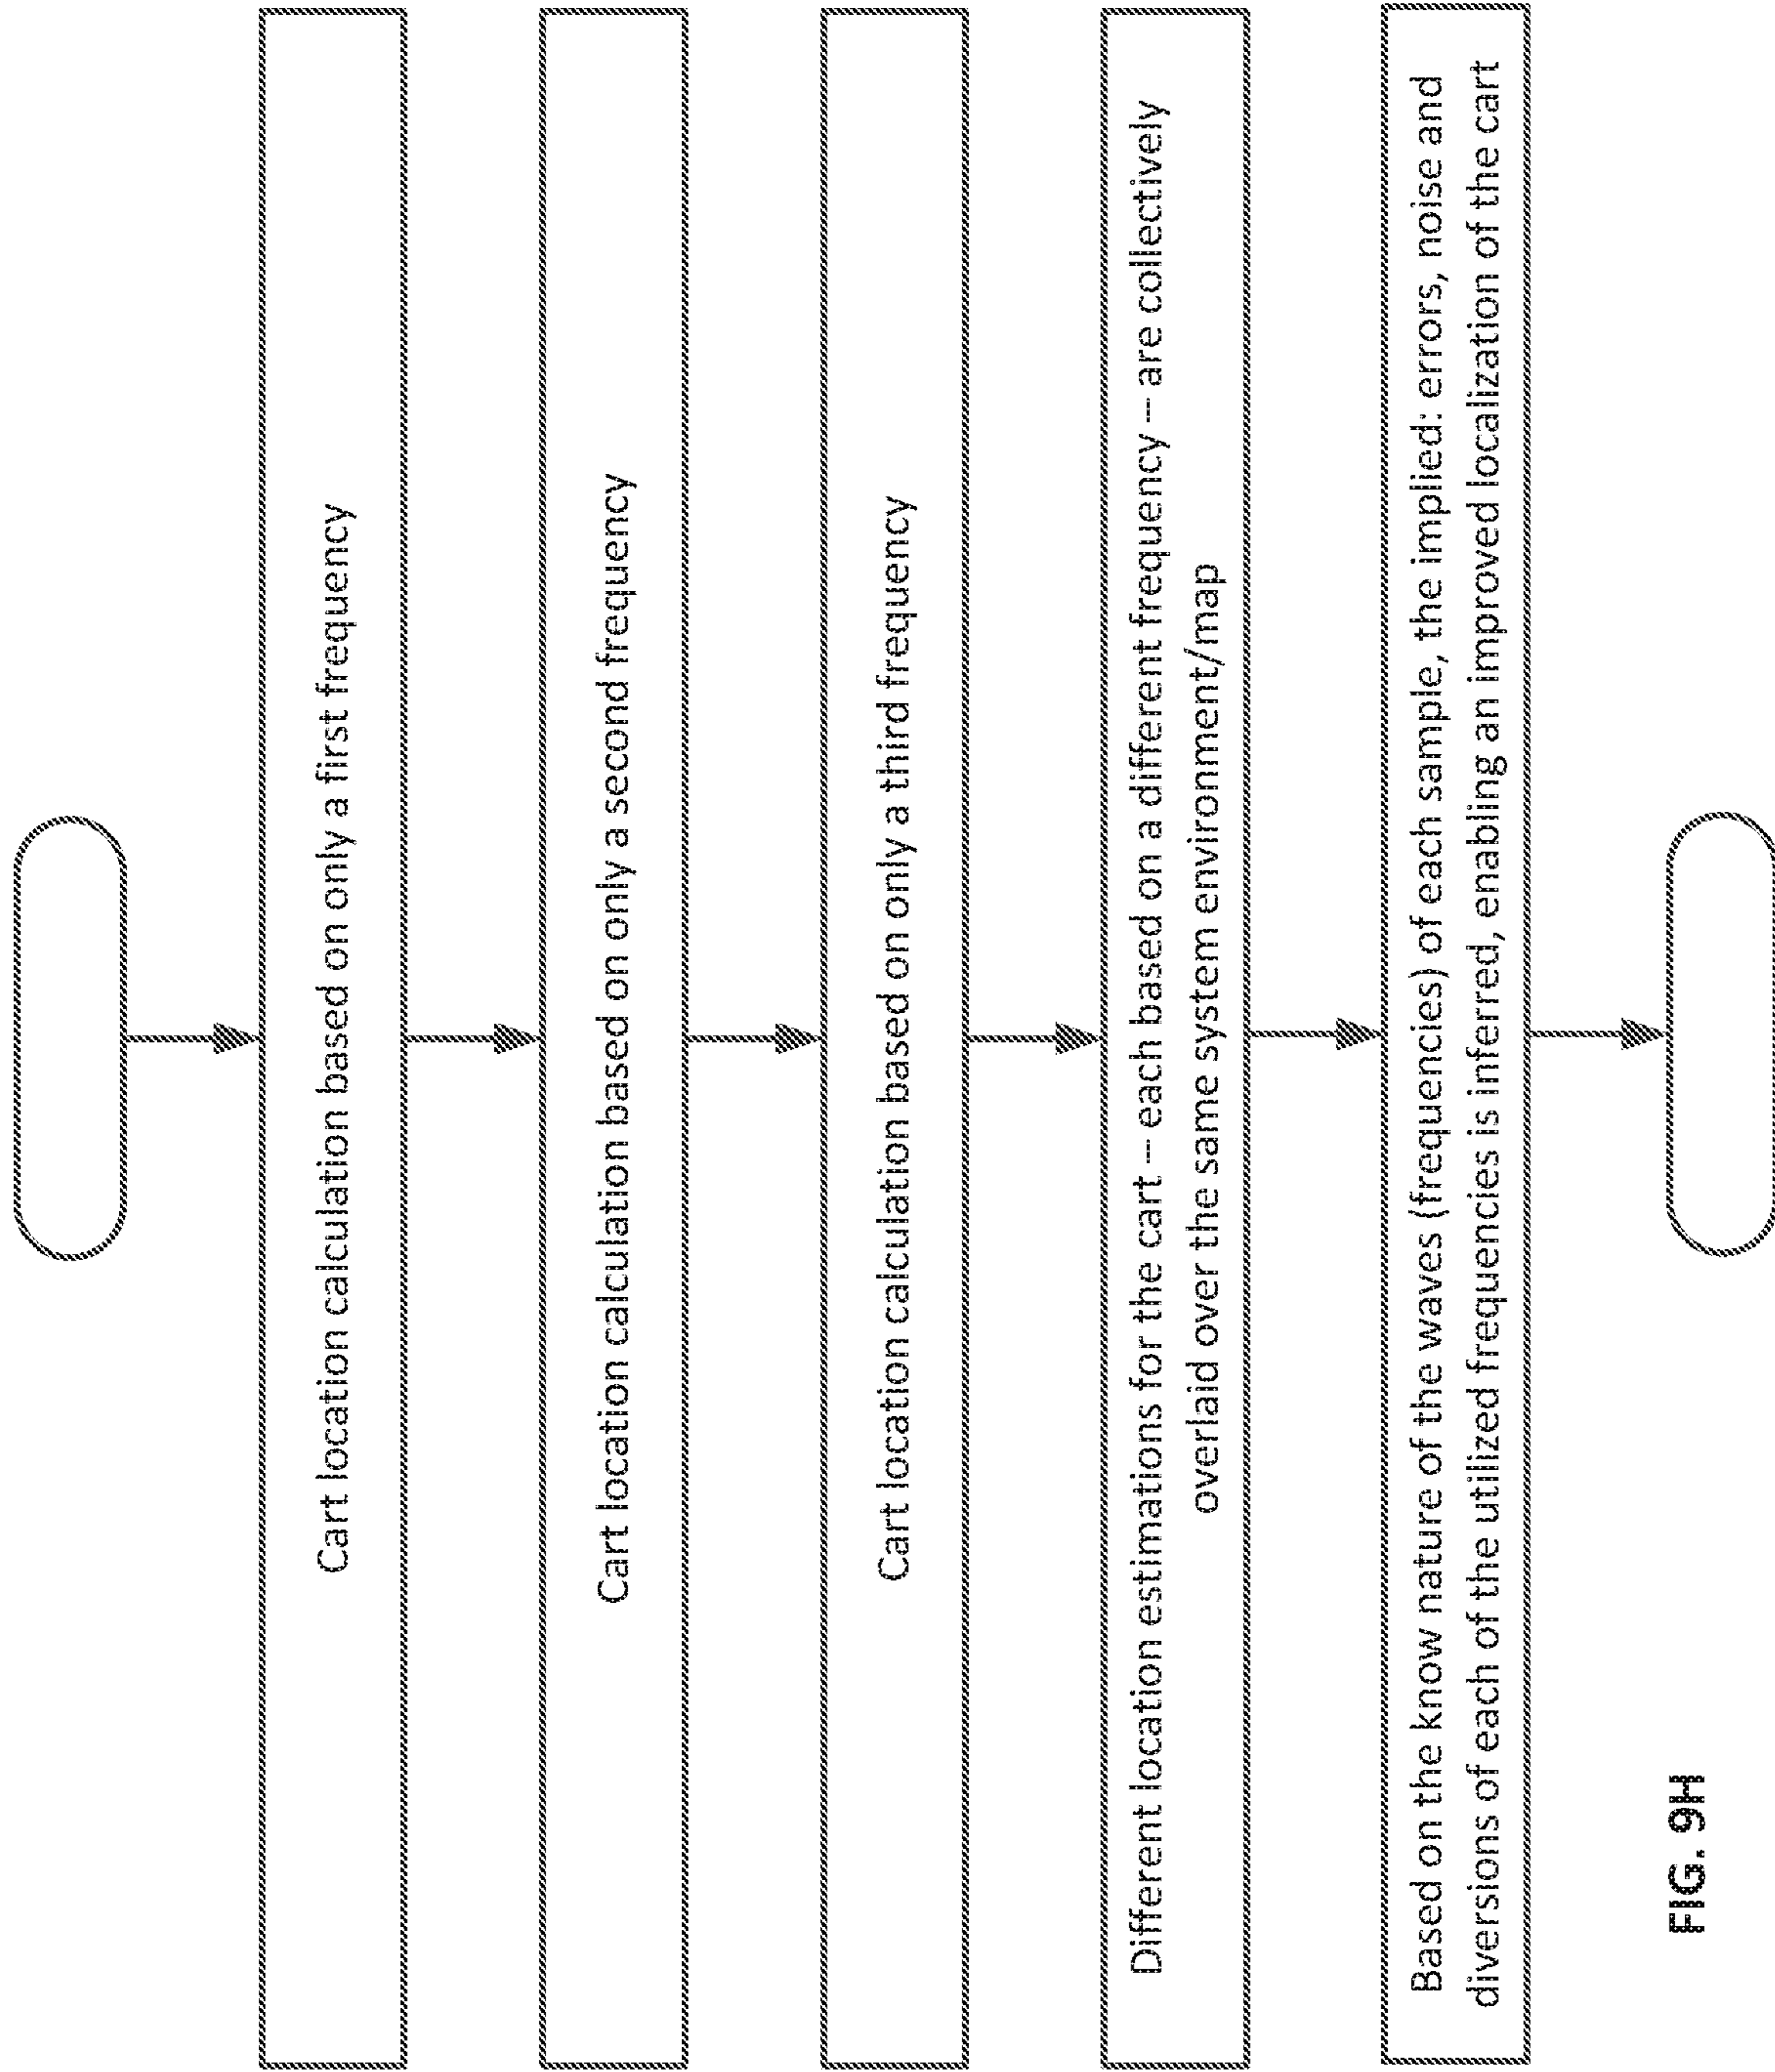 Cart location calculation based on only a first frequency
Cart location calculation based on only a second frequency
Cart location calculation based on only a third frequency
Different location estimations for the cart – each based on a different frequency – are collectively
overlaid over the same system environment/map
Based on the know nature of the waves (frequencies) of each sample, the implied: errors, noise and
diversions of each of the utilized frequencies is inferred, enabling an improved localization of the cart
FIG. 9H